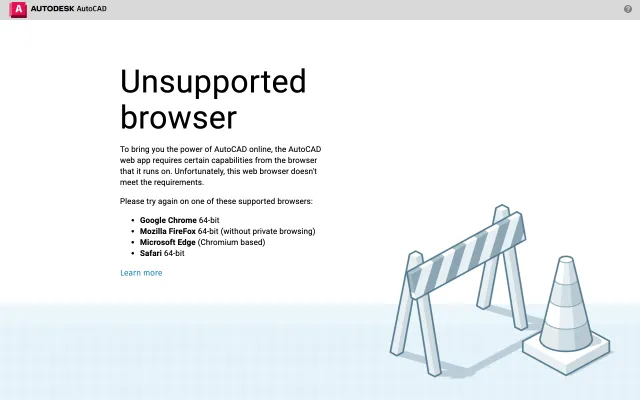 AUTODESK AutoCAD
Unsupported
browser
To bring you the power of AutoCAD online, the AutoCAD
web app requires certain capabilities from the browser
that it runs on. Unfortunately, this web browser doesn't
meet the requirements.
Please try again on one of these supported browsers:
• Google Chrome 64-bit
• Mozilla FireFox 64-bit (without private browsing)
• Microsoft Edge (Chromium based)
• Safari 64-bit
Learn more